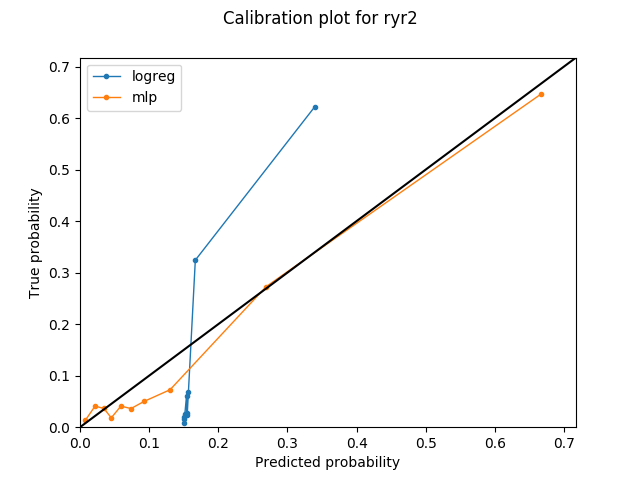 Calibration plot for ryr2
logreg
mlp
0.7
0.6
0.5
0.4
0.3
0.2
0.1
0.0
True probability
0.0 0.1 0.2 0.3 0.4 0.5 0.6 0.7
Predicted probability